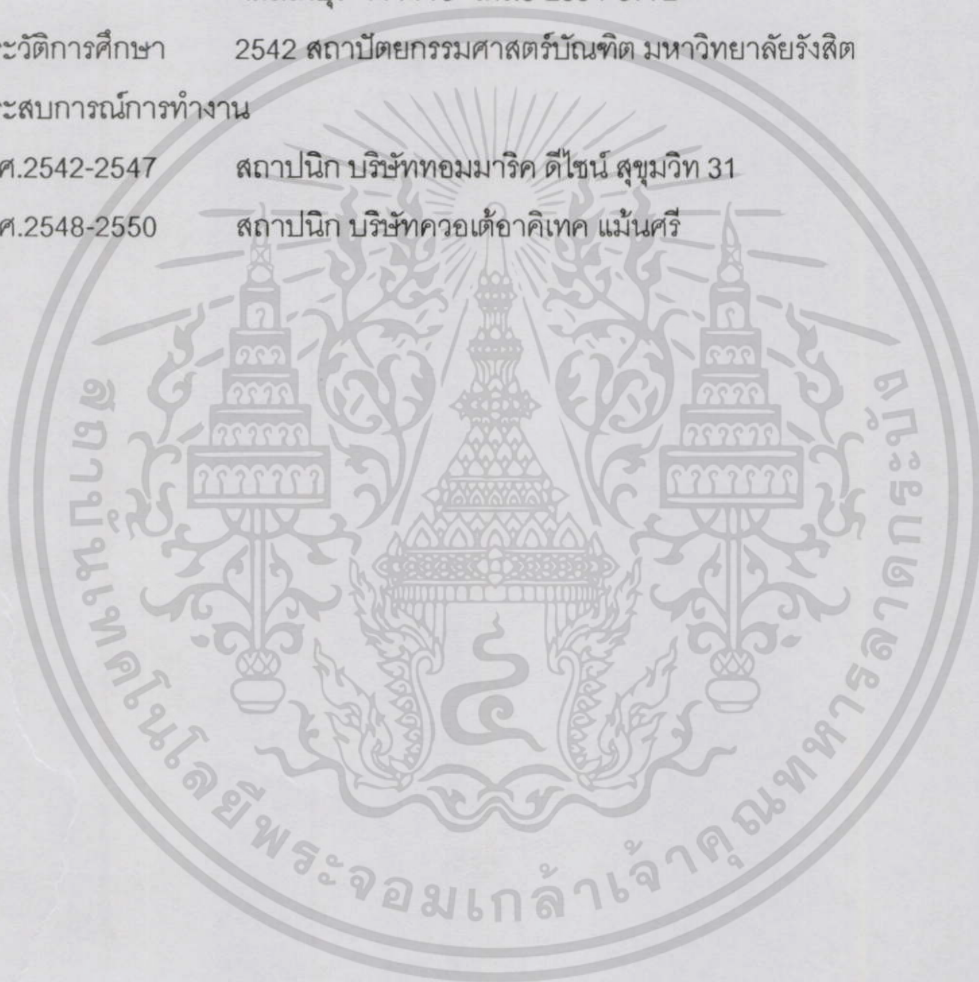 ะวัติการศึกษา 2542 สถาปัตยกรรมศาสตร์บัณฑิต มหาวิทยาลัยรังสิต
ะสบการณ์การทำงาน
ศ.2542-2547 สถาปนิก บริษัททอมมาริค ดีไซน์ สุขุมวิท 31
ศ.2548-2550 สถาปนิก บริษัทควอเต้อาคิเทค แม้นศรี
สถาบันเทคโนโลยีพระจอมเกล้าเจ้าคุณทหารลาดกระบัง
๔